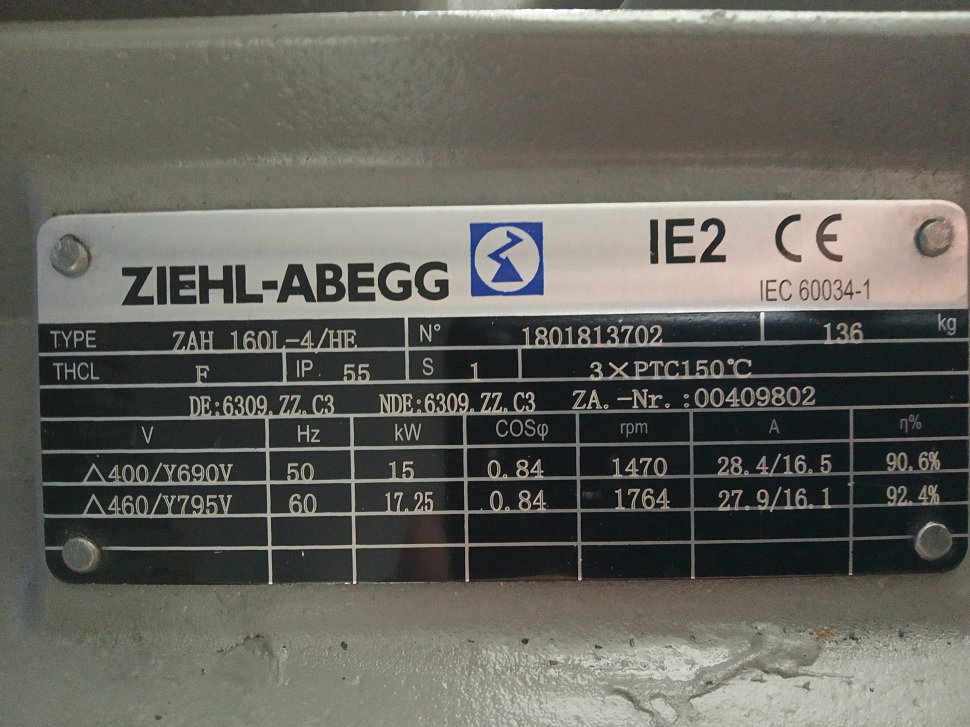 ZIEHL-ABEGG IE2 CE
IEC 60034-1
TYPE ZAH 160L-4/HE N° 1801813702 136 kg
THCL F IP 55 S 1 3×PTC150℃
DE:6309.ZZ.C3 NDE:6309.ZZ.C3 ZA.-Nr.:00409802
V Hz kW COSφ rpm A η%
△400/Y690V 50 15 0.84 1470 28.4/16.5 90.6%
△460/Y795V 60 17.25 0.84 1764 27.9/16.1 92.4%